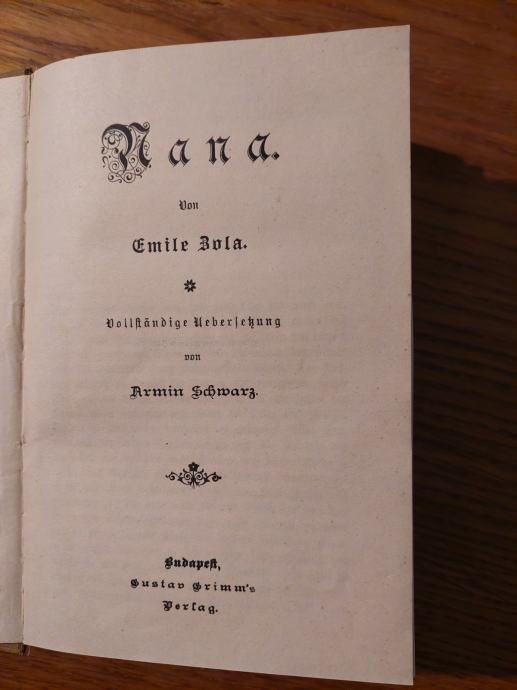 Nana.
Von
Emile Zola.
Vollständige Uebersetzung
von
Armin Schwarz.
Budapest,
Gustav Grimm's
Verlag.